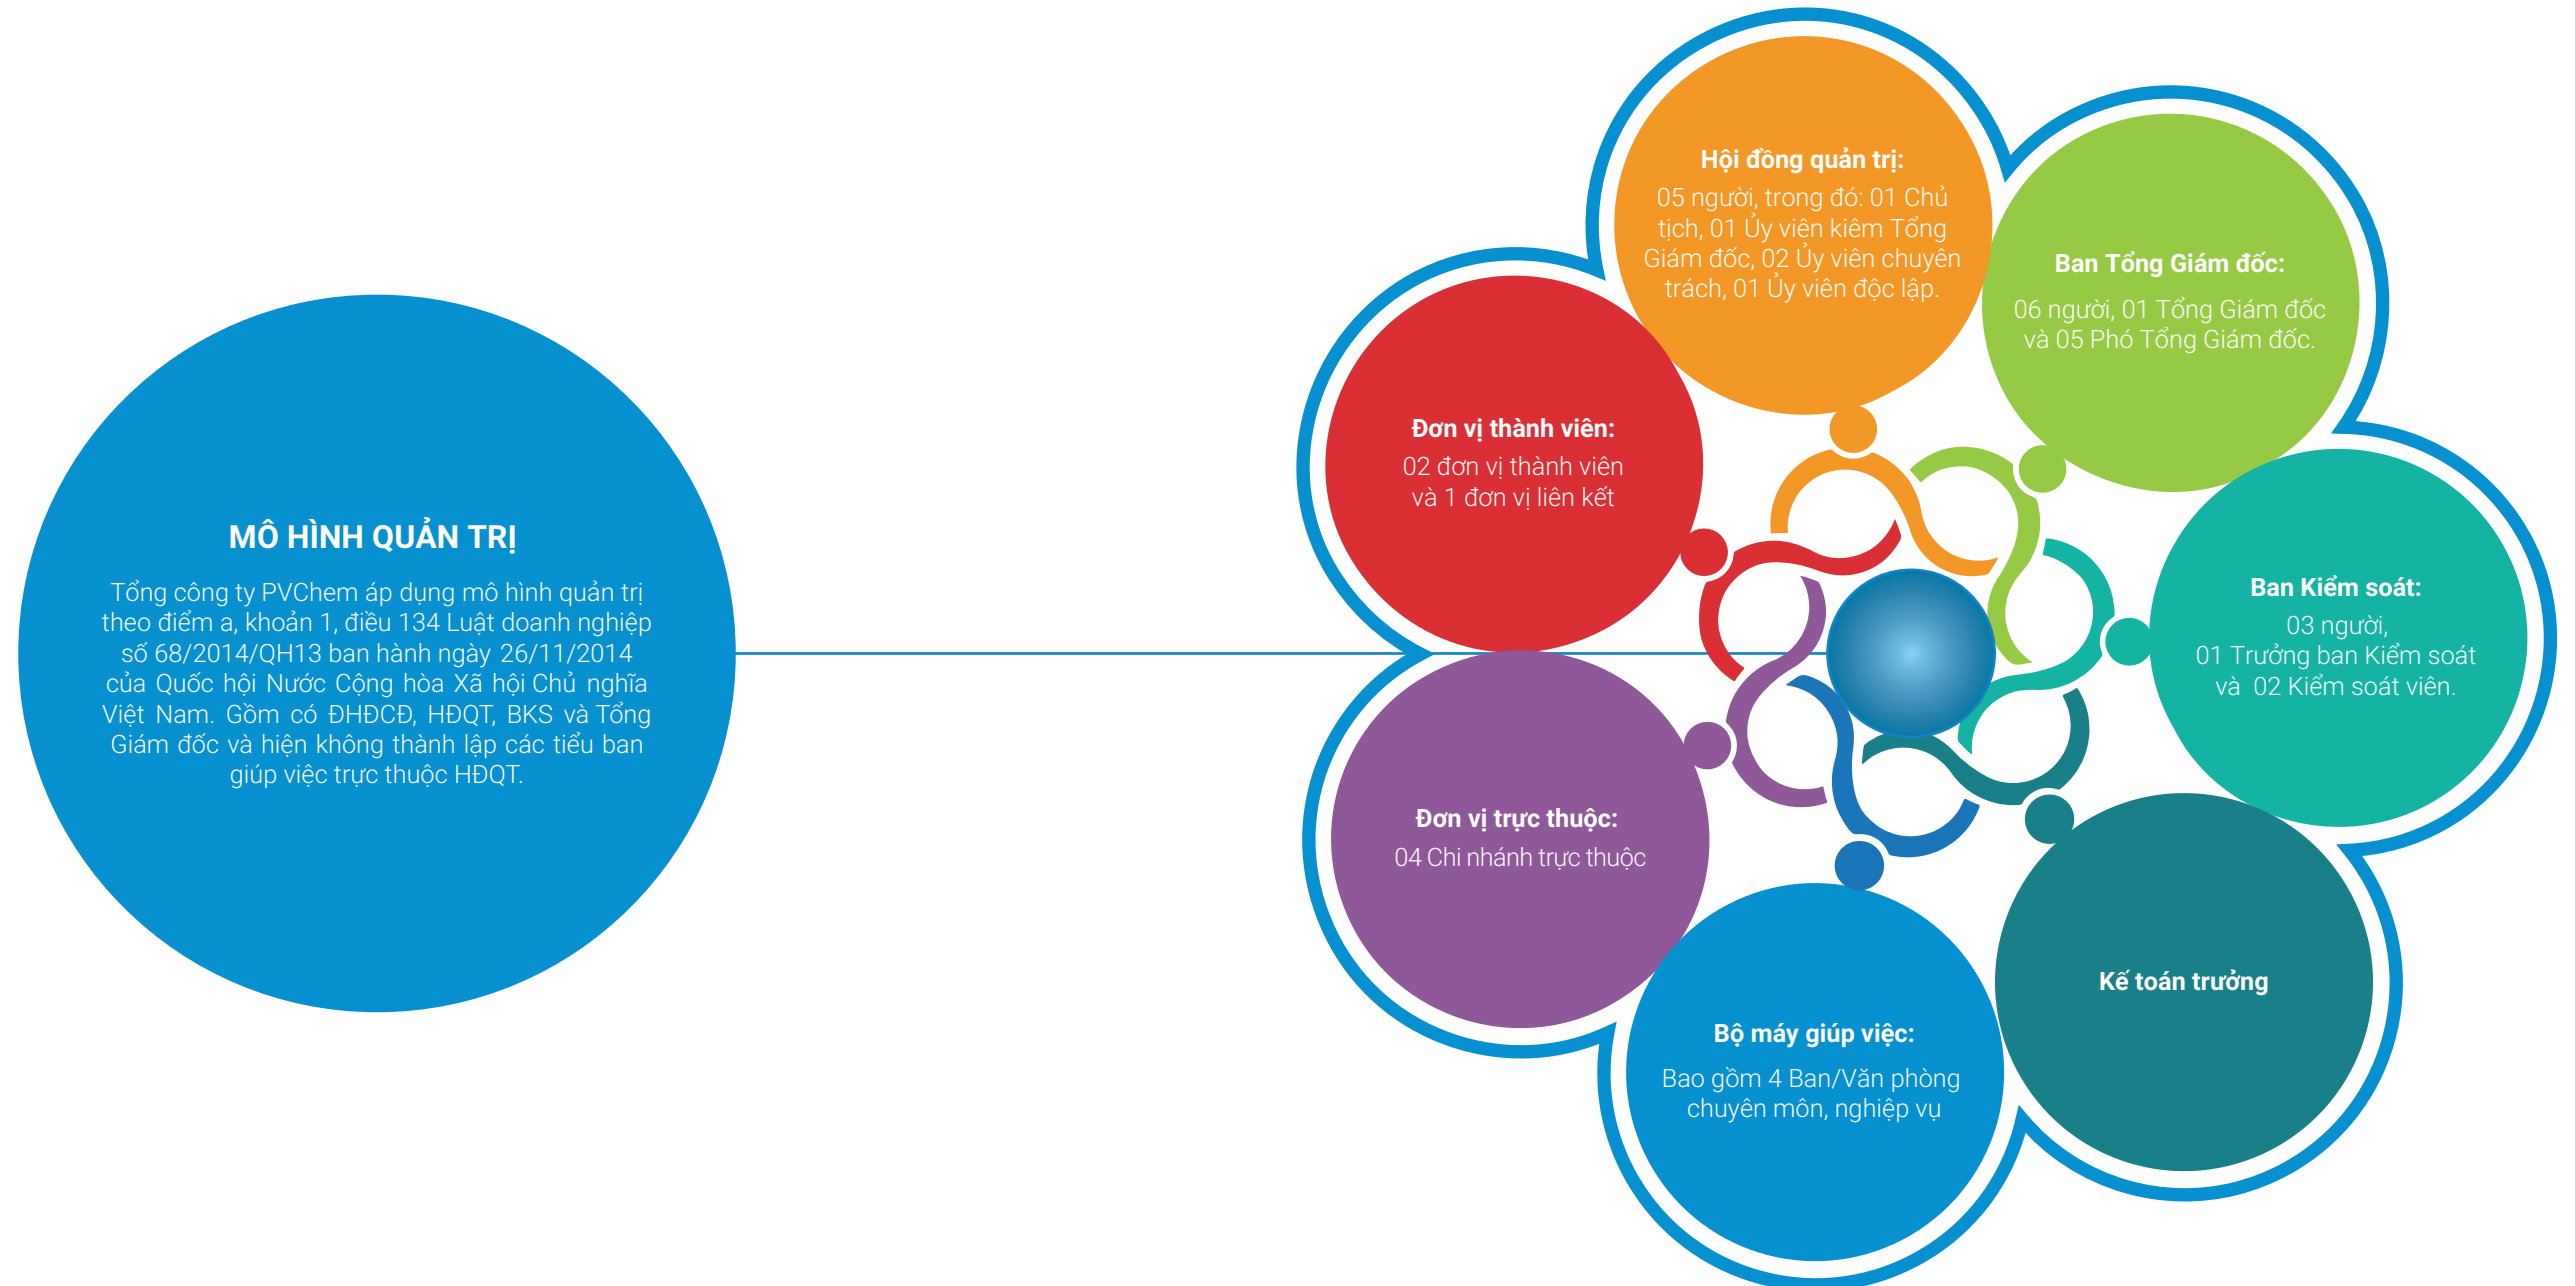 MÔ HÌNH QUẢN TRỊ
Tổng công ty PVChem áp dụng mô hình quản trị
theo điểm a, khoản 1, điều 134 Luật doanh nghiệp
số 68/2014/QH13 ban hành ngày 26/11/2014
của Quốc hội Nước Cộng hòa Xã hội Chủ nghĩa
Việt Nam. Gồm có ĐHĐCĐ, HĐQT, BKS và Tổng
Giám đốc và hiện không thành lập các tiểu ban
giúp việc trực thuộc HĐQT.
Hội đồng quản trị:
05 người, trong đó: 01 Chủ
tịch, 01 Ủy viên kiêm Tổng
Giám đốc, 02 Ủy viên chuyên
trách, 01 Ủy viên độc lập.
Ban Tổng Giám đốc:
06 người, 01 Tổng Giám đốc
và 05 Phó Tổng Giám đốc.
Ban Kiểm soát:
03 người,
01 Trưởng ban Kiểm soát
và 02 Kiểm soát viên.
Kế toán trưởng
Bộ máy giúp việc:
Bao gồm 4 Ban/Văn phòng
chuyên môn, nghiệp vụ
Đơn vị trực thuộc:
04 Chi nhánh trực thuộc
Đơn vị thành viên:
02 đơn vị thành viên
và 1 đơn vị liên kết